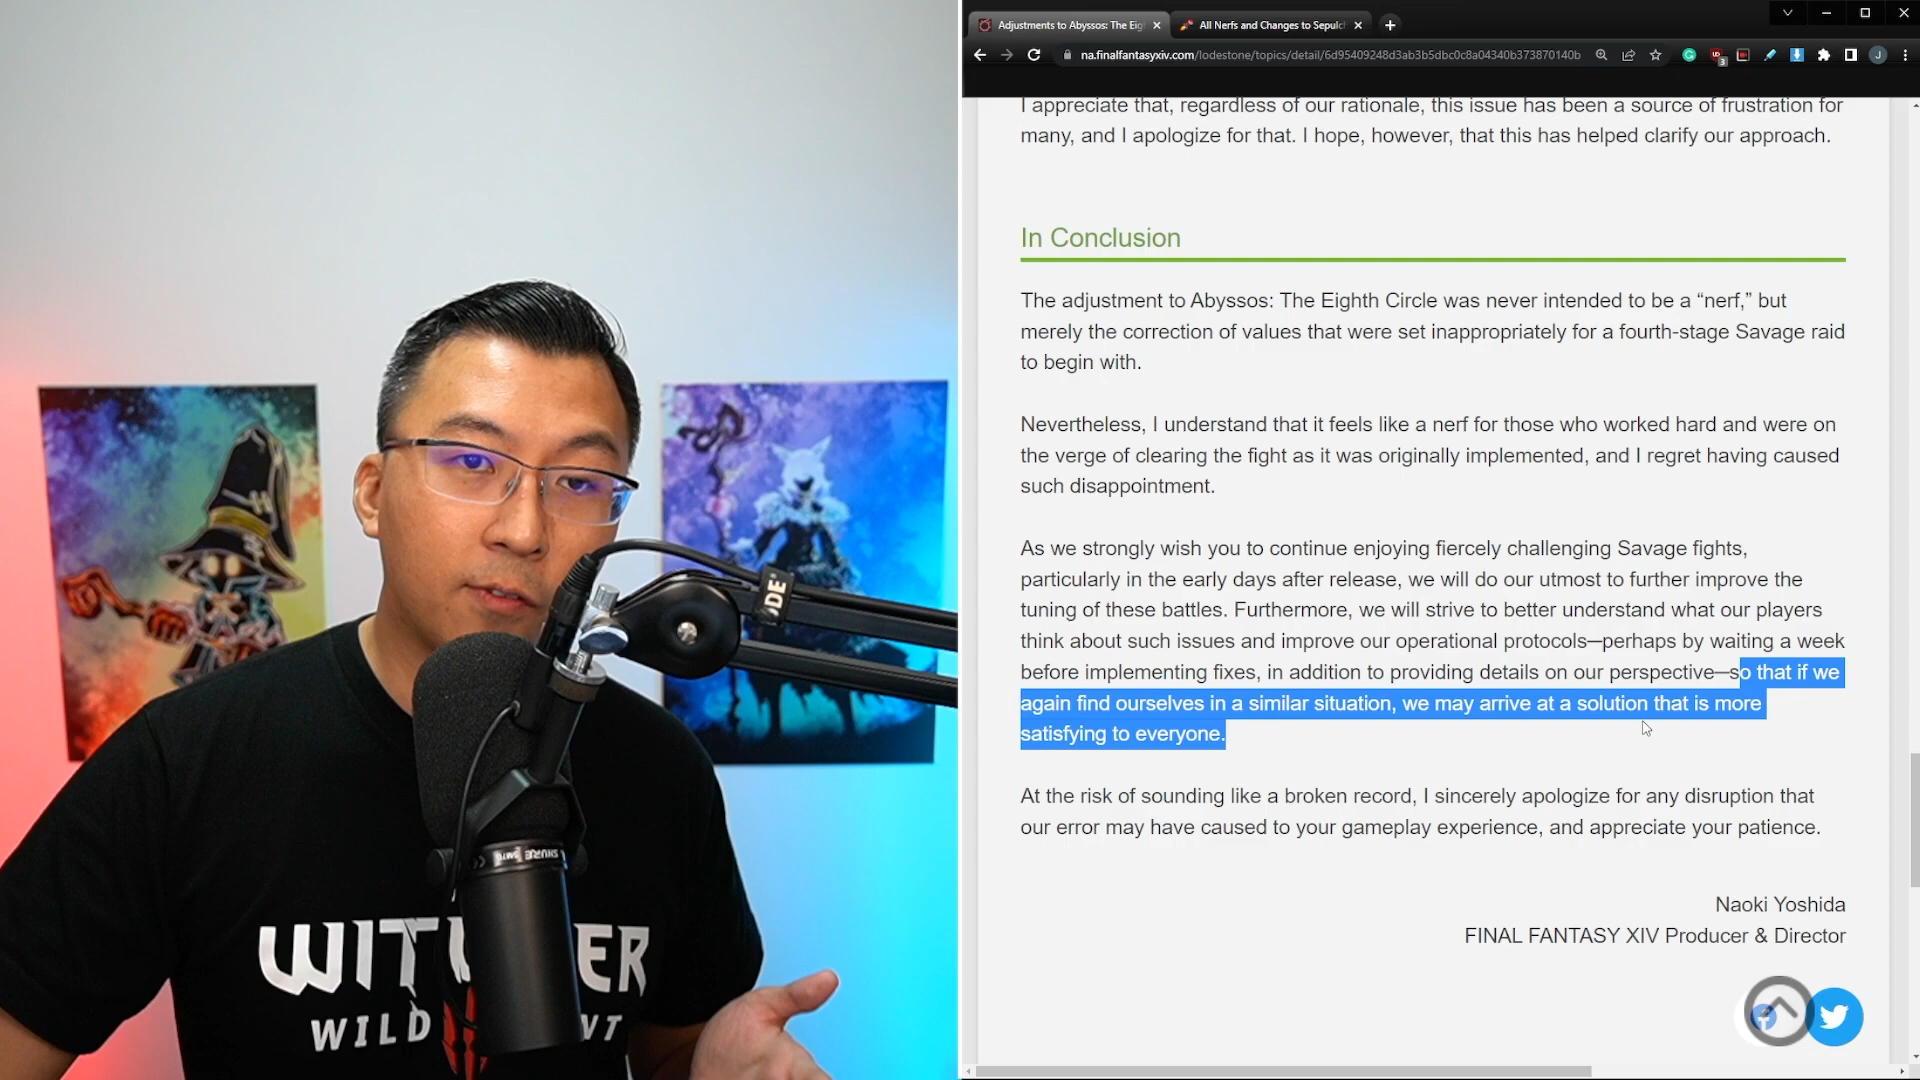 Adjustments to Abyssos: The Eig
All Nerfs and Changes to Sepulc
na.finalfantasyxiv.com/lodestone/topics/detail/6d95409248d3ab3b5dbc0c8a04340b373870140b
I appreciate that, regardless of our rationale, this issue has been a source of frustration for
many, and I apologize for that. I hope, however, that this has helped clarify our approach.
In Conclusion
The adjustment to Abyssos: The Eighth Circle was never intended to be a “nerf,” but
merely the correction of values that were set inappropriately for a fourth-stage Savage raid
to begin with.
Nevertheless, I understand that it feels like a nerf for those who worked hard and were on
the verge of clearing the fight as it was originally implemented, and I regret having caused
such disappointment.
As we strongly wish you to continue enjoying fiercely challenging Savage fights,
particularly in the early days after release, we will do our utmost to further improve the
tuning of these battles. Furthermore, we will strive to better understand what our players
think about such issues and improve our operational protocols—perhaps by waiting a week
before implementing fixes, in addition to providing details on our perspective—so that if we
again find ourselves in a similar situation, we may arrive at a solution that is more
satisfying to everyone.
At the risk of sounding like a broken record, I sincerely apologize for any disruption that
our error may have caused to your gameplay experience, and appreciate your patience.
Naoki Yoshida
FINAL FANTASY XIV Producer & Director
J
3
SHURE
WIT ER
WILD NT